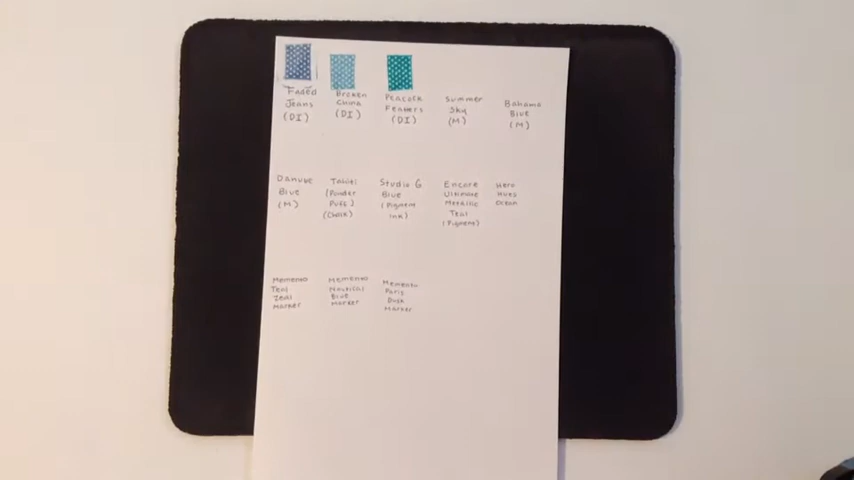 Faded
Jeans
(DI)
Broken
China
(DI)
Peacock
Feathers
(DI)
Summer
Sky
(M)
Bahama
Blue
(M)
Danube
Blue
(M)
Tahiti
(Powder
Puff)
(Chalk)
Studio G
Blue
(Pigment
Ink)
Encore
Ultimate
Metallic
Teal
(Pigment)
Hero
Hues
Ocean
Memento
Teal
Zeal
Marker
Memento
Nautical
Blue
Marker
Memento
Paris
Dusk
Marker